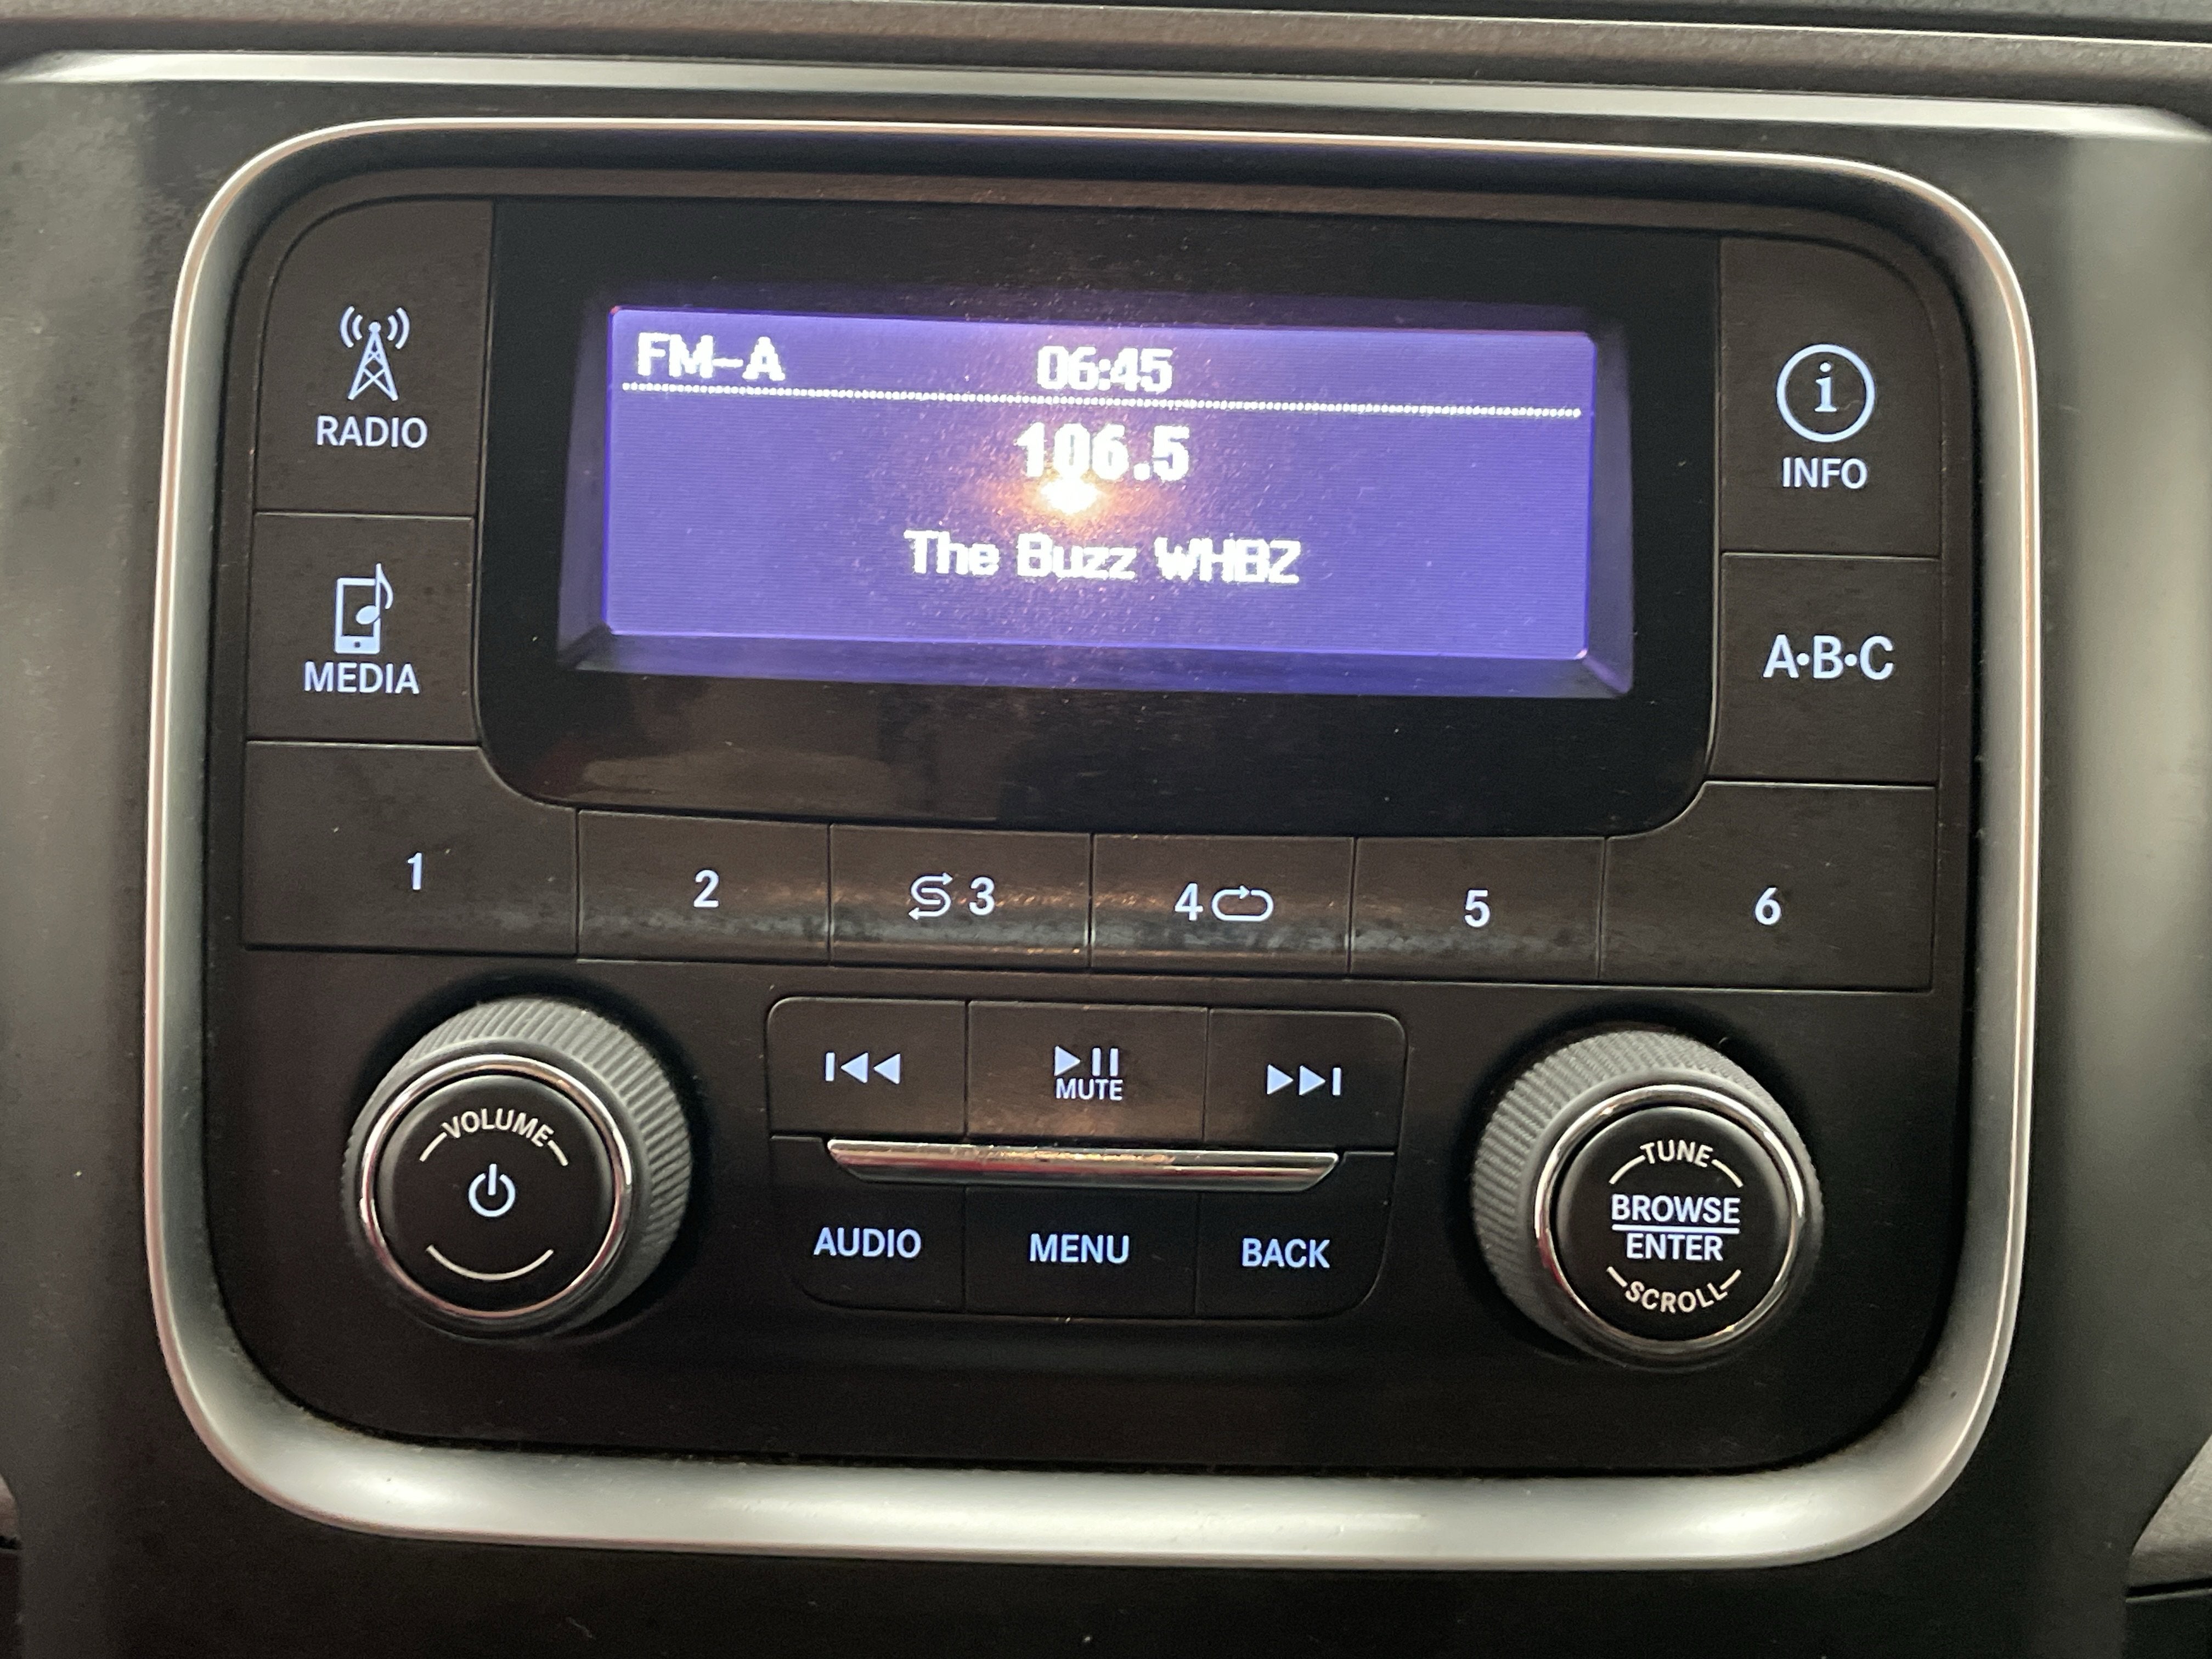 FM-A 06:45
106.5
The Buzz WHBZ
RADIO
MEDIA
i
INFO
A•B•C
1 2 3 4 5 6
MUTE
VOLUME
AUDIO MENU BACK
TUNE
BROWSE
ENTER
SCROLL